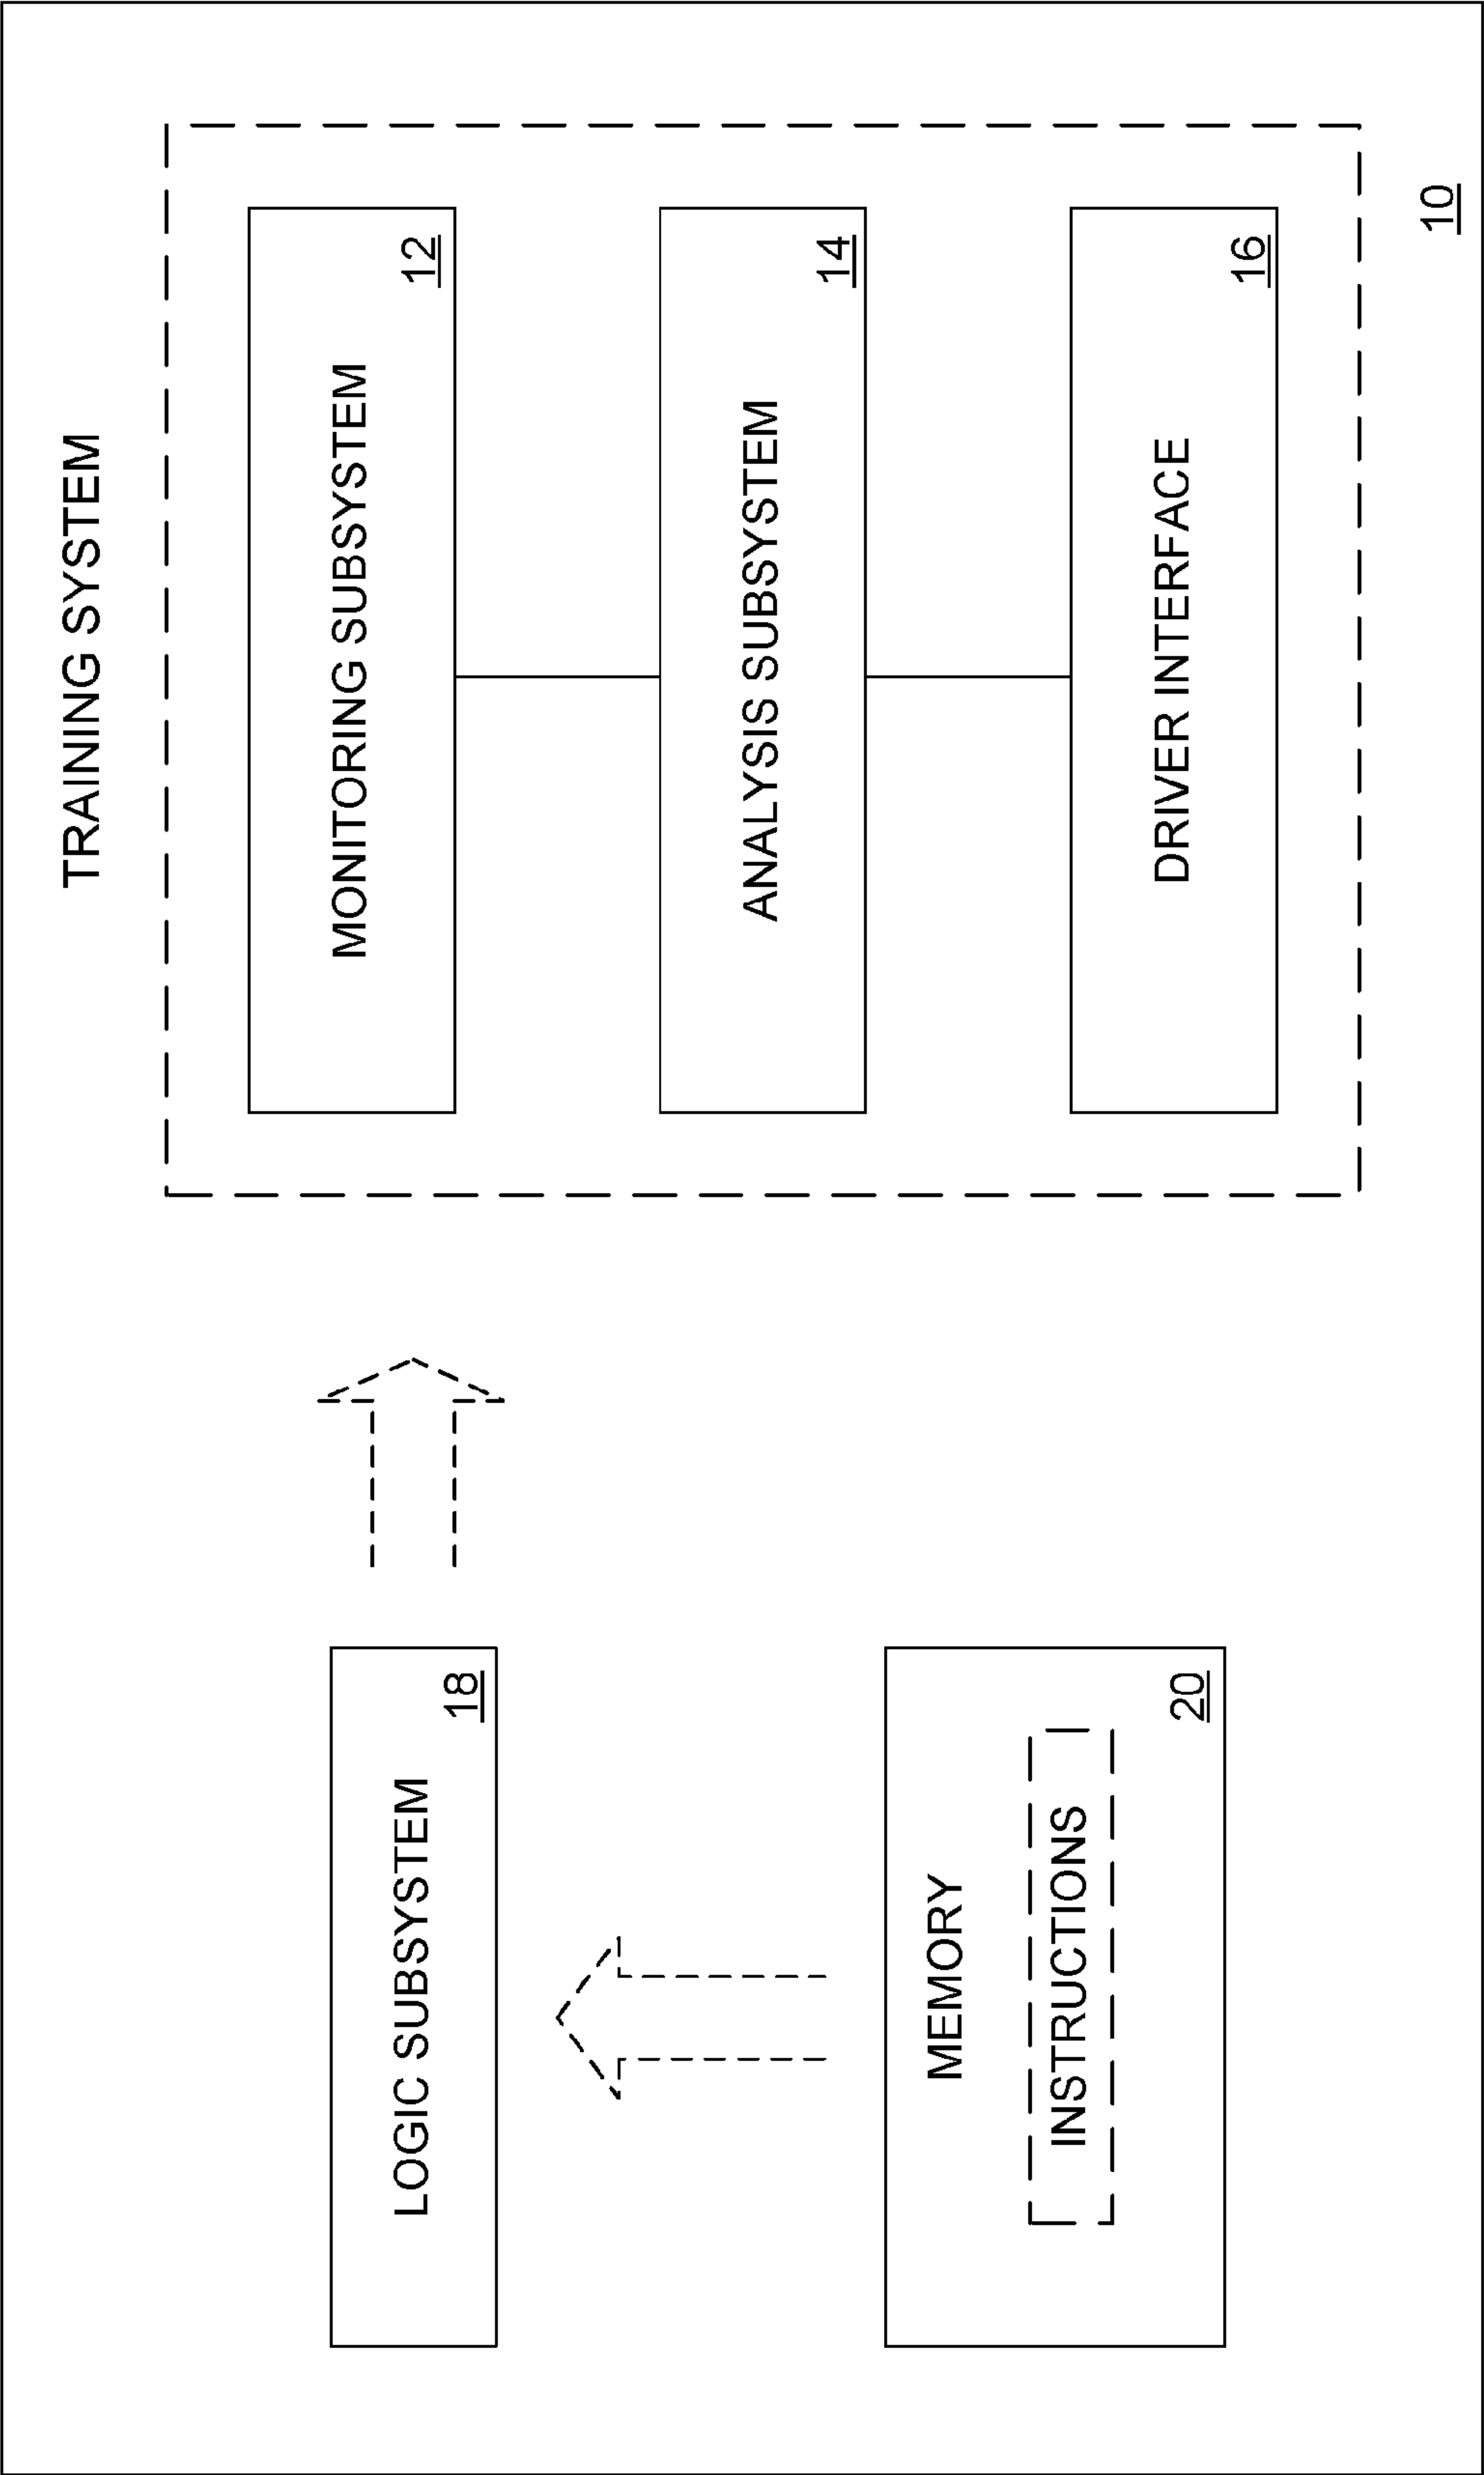 TRAINING SYSTEM
LOGIC SUBSYSTEM
18
MEMORY
INSTRUCTIONS
20
MONITORING SUBSYSTEM
12
ANALYSIS SUBSYSTEM
14
DRIVER INTERFACE
16
10